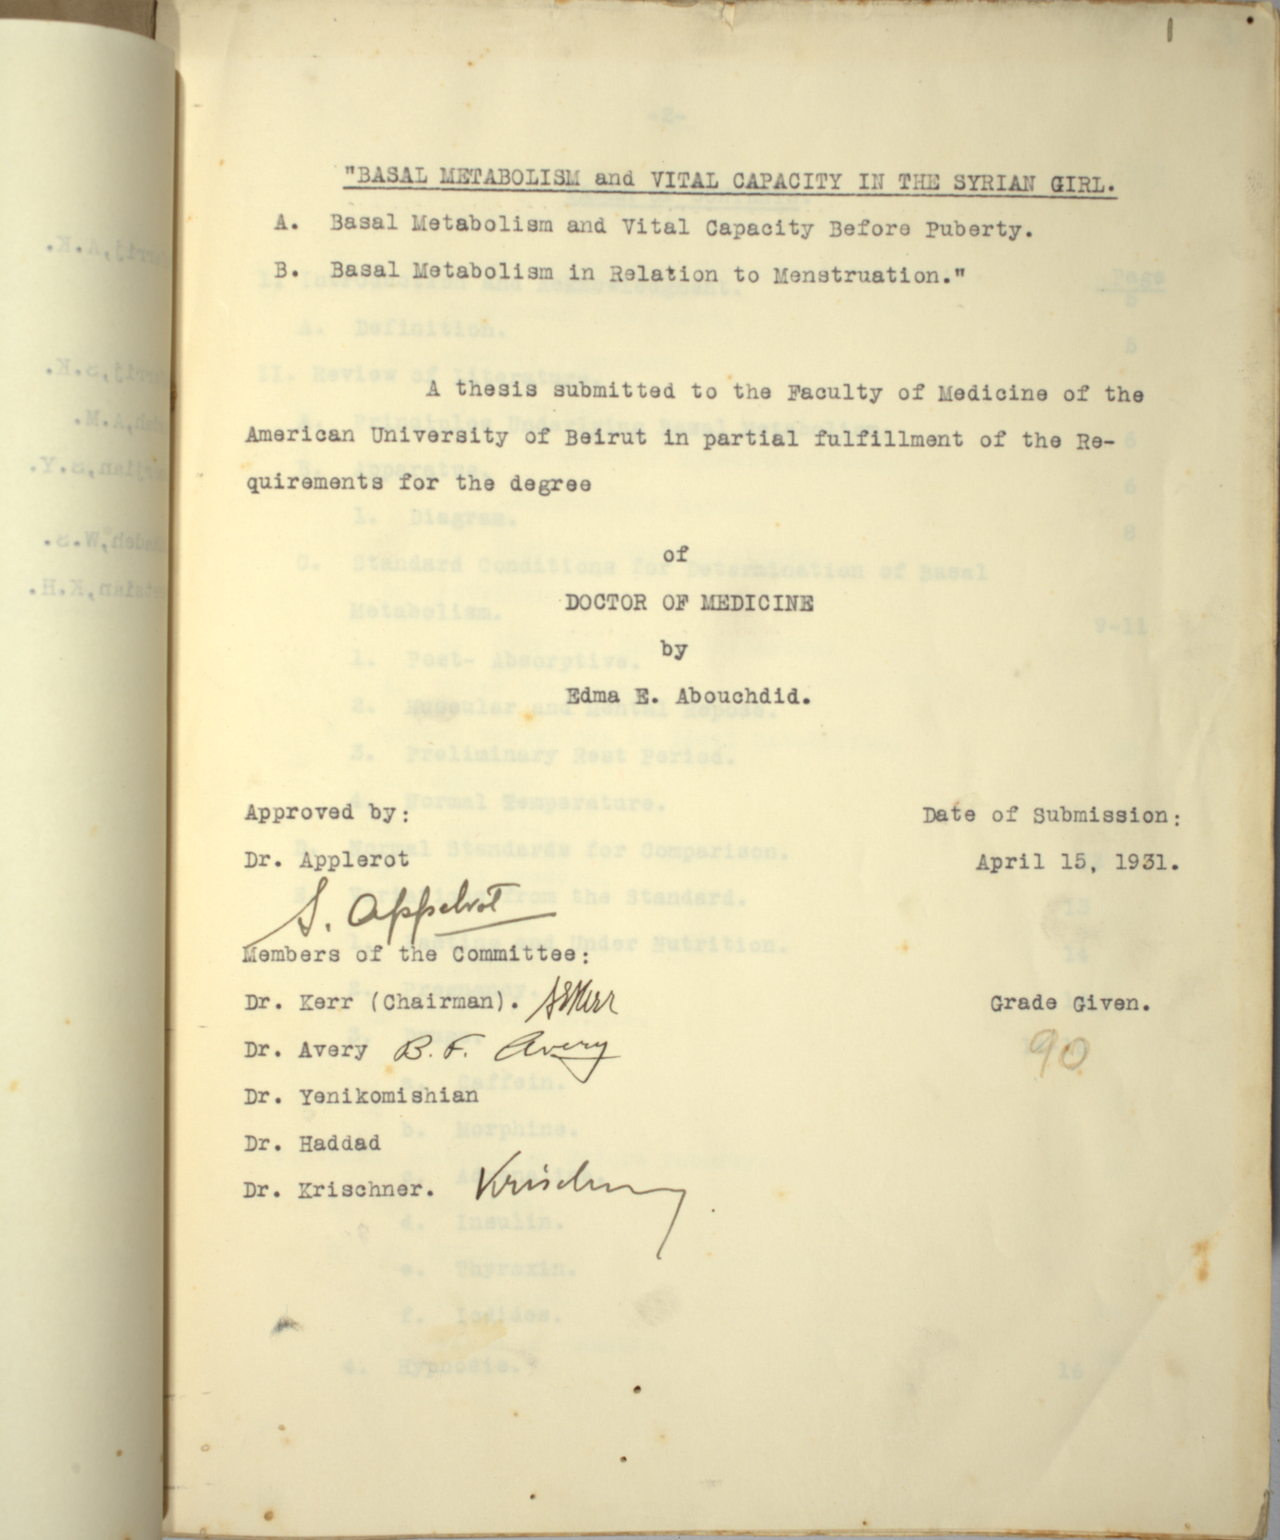 1
"BASAL METABOLISM and VITAL CAPACITY IN THE SYRIAN GIRL.
A. Basal Metabolism and Vital Capacity Before Puberty.
B. Basal Metabolism in Relation to Menstruation."
A thesis submitted to the Faculty of Medicine of the
American University of Beirut in partial fulfillment of the Re-
quirements for the degree
of
DOCTOR OF MEDICINE
by
Edma E. Abouchdid.
Approved by:
Date of Submission:
Dr. Applerot
April 15, 1931.
S. Appelrot
Members of the Committee:
Dr. Kerr (Chairman). SEKerr
Grade Given.
Dr. Avery B. F. Avery
90
Dr. Yenikomishian
Dr. Haddad
Dr. Krischner. Krischner